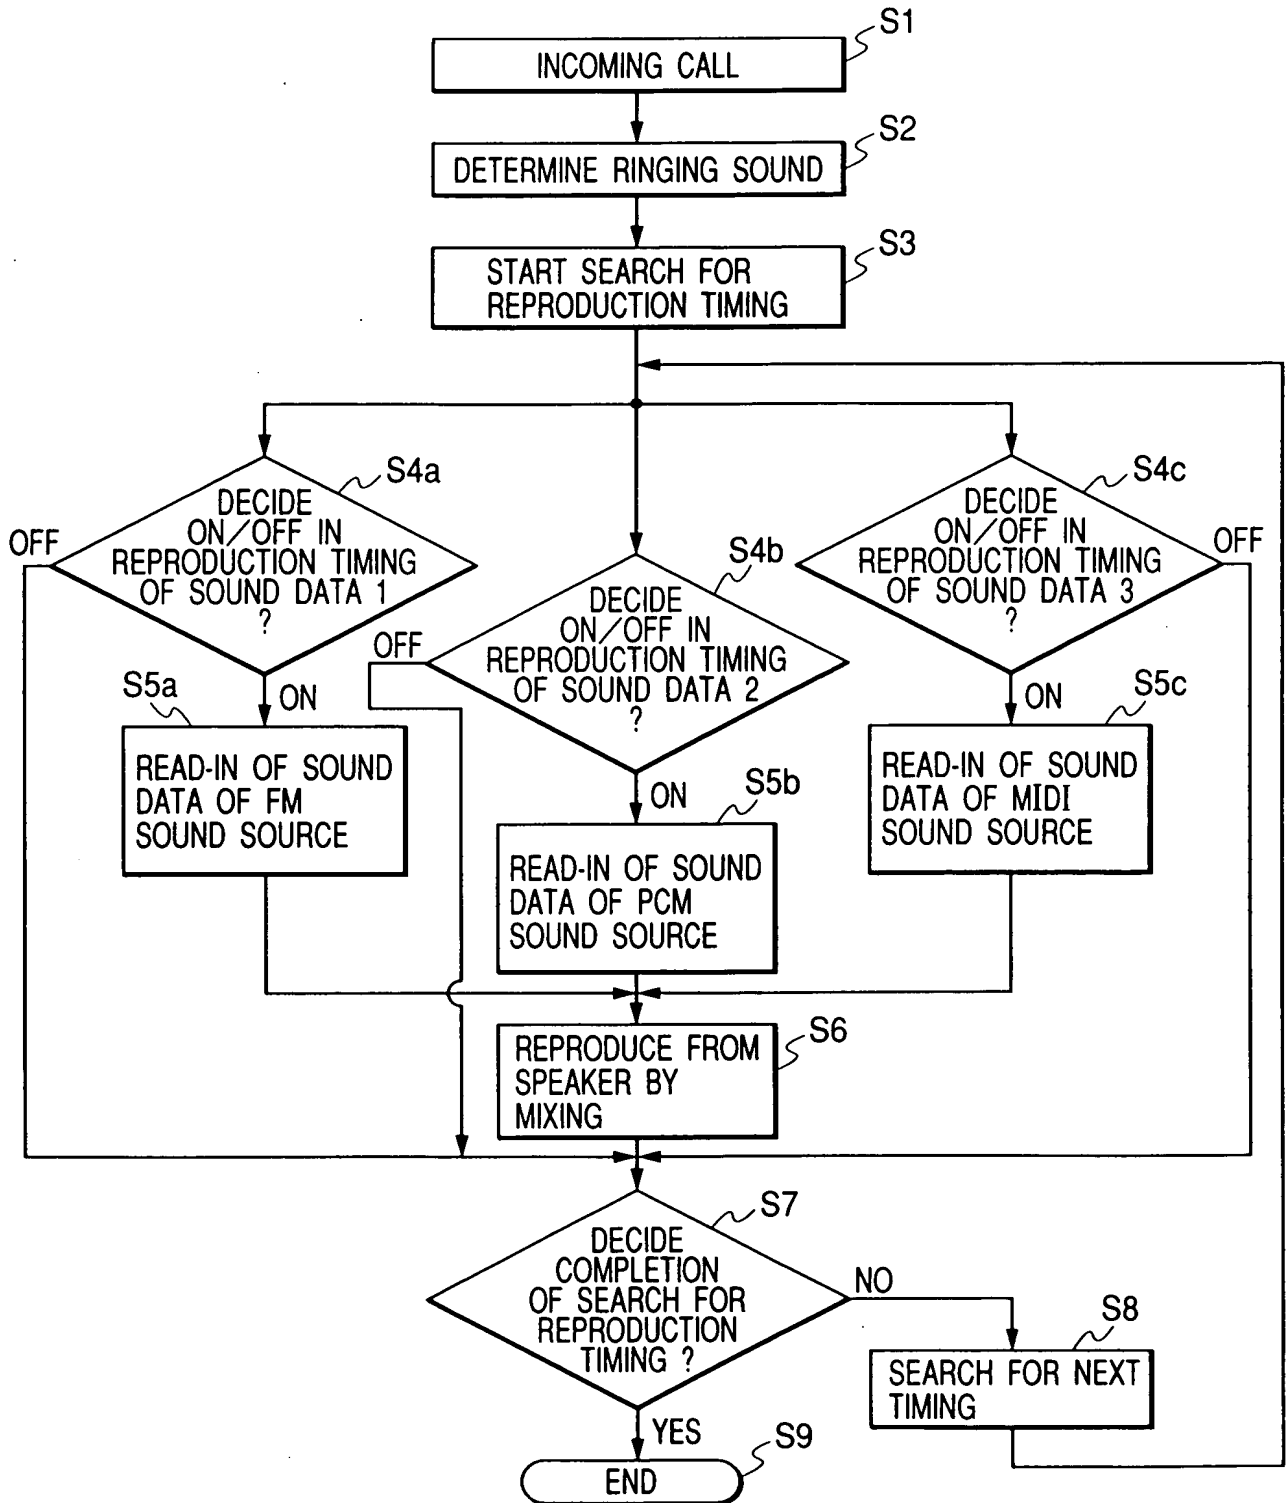 S1
INCOMING CALL
S2
DETERMINE RINGING SOUND
S3
START SEARCH FOR
REPRODUCTION TIMING
S4a
DECIDE
ON/OFF IN
REPRODUCTION TIMING
OF SOUND DATA 1
?
OFF
ON
S4b
DECIDE
ON/OFF IN
REPRODUCTION TIMING
OF SOUND DATA 2
?
OFF
ON
S4c
DECIDE
ON/OFF IN
REPRODUCTION TIMING
OF SOUND DATA 3
?
OFF
ON
S5a
READ-IN OF SOUND
DATA OF FM
SOUND SOURCE
S5b
READ-IN OF SOUND
DATA OF PCM
SOUND SOURCE
S5c
READ-IN OF SOUND
DATA OF MIDI
SOUND SOURCE
S6
REPRODUCE FROM
SPEAKER BY
MIXING
S7
DECIDE
COMPLETION
OF SEARCH FOR
REPRODUCTION
TIMING ?
NO
YES
S8
SEARCH FOR NEXT
TIMING
S9
END